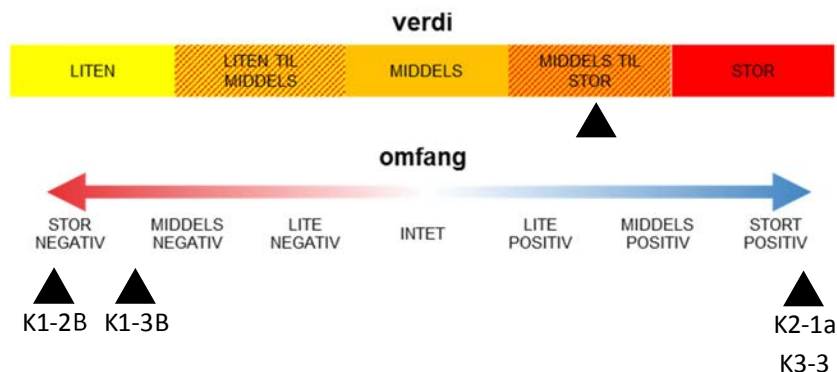 verdi
LITEN
LITEN TIL
MIDDELS
MIDDELS
MIDDELS TIL
STOR
STOR
omfang
STOR
NEGATIV
MIDDELS
NEGATIV
LITE
NEGATIV
INTET
LITE
POSITIV
MIDDELS
POSITIV
STORT
POSITIV
K1-2B
K1-3B
K2-1a
K3-3